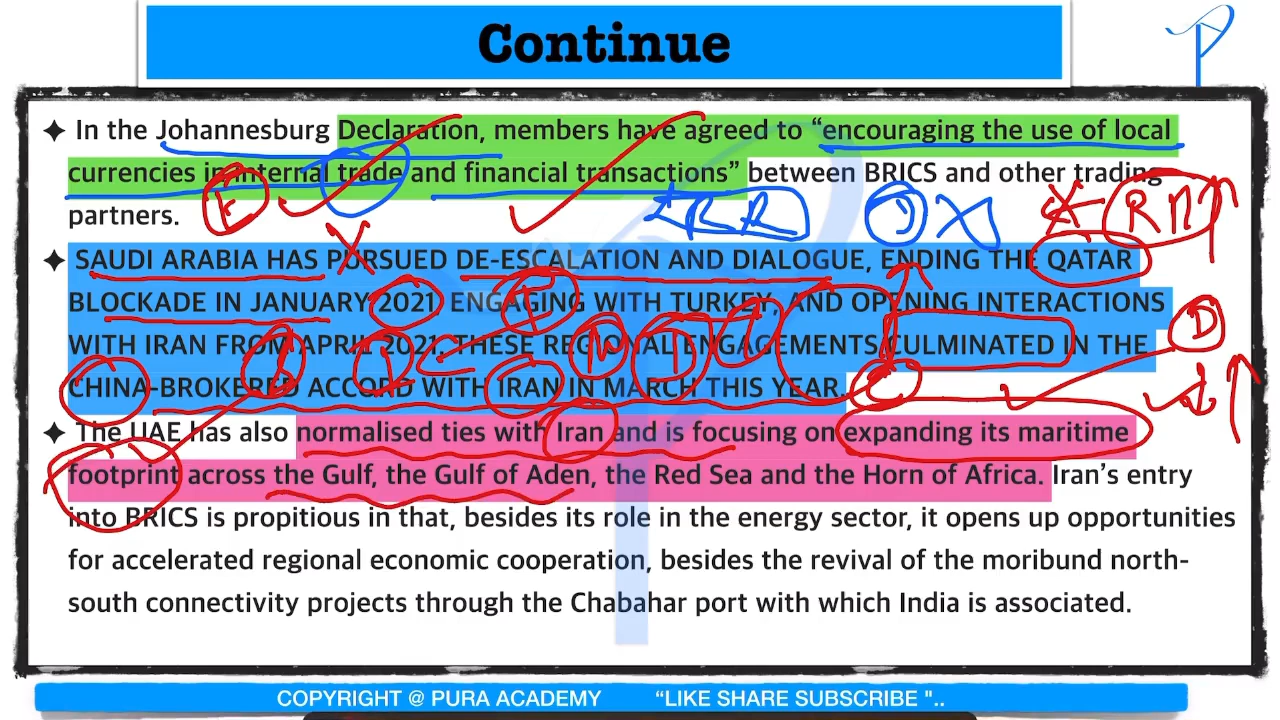 Continue
✦ In the Johannesburg Declaration, members have agreed to “encouraging the use of local
currencies in internal trade and financial transactions” between BRICS and other trading
partners.
✦ SAUDI ARABIA HAS PURSUED DE-ESCALATION AND DIALOGUE, ENDING THE QATAR
BLOCKADE IN JANUARY 2021, ENGAGING WITH TURKEY, AND OPENING INTERACTIONS
WITH IRAN FROM APRIL 2021. THESE REGIONAL ENGAGEMENTS CULMINATED IN THE
CHINA-BROKERED ACCORD WITH IRAN IN MARCH THIS YEAR.
✦ The UAE has also normalised ties with Iran and is focusing on expanding its maritime
footprint across the Gulf, the Gulf of Aden, the Red Sea and the Horn of Africa. Iran’s entry
into BRICS is propitious in that, besides its role in the energy sector, it opens up opportunities
for accelerated regional economic cooperation, besides the revival of the moribund north-
south connectivity projects through the Chabahar port with which India is associated.
COPYRIGHT @ PURA ACADEMY “LIKE SHARE SUBSCRIBE "..